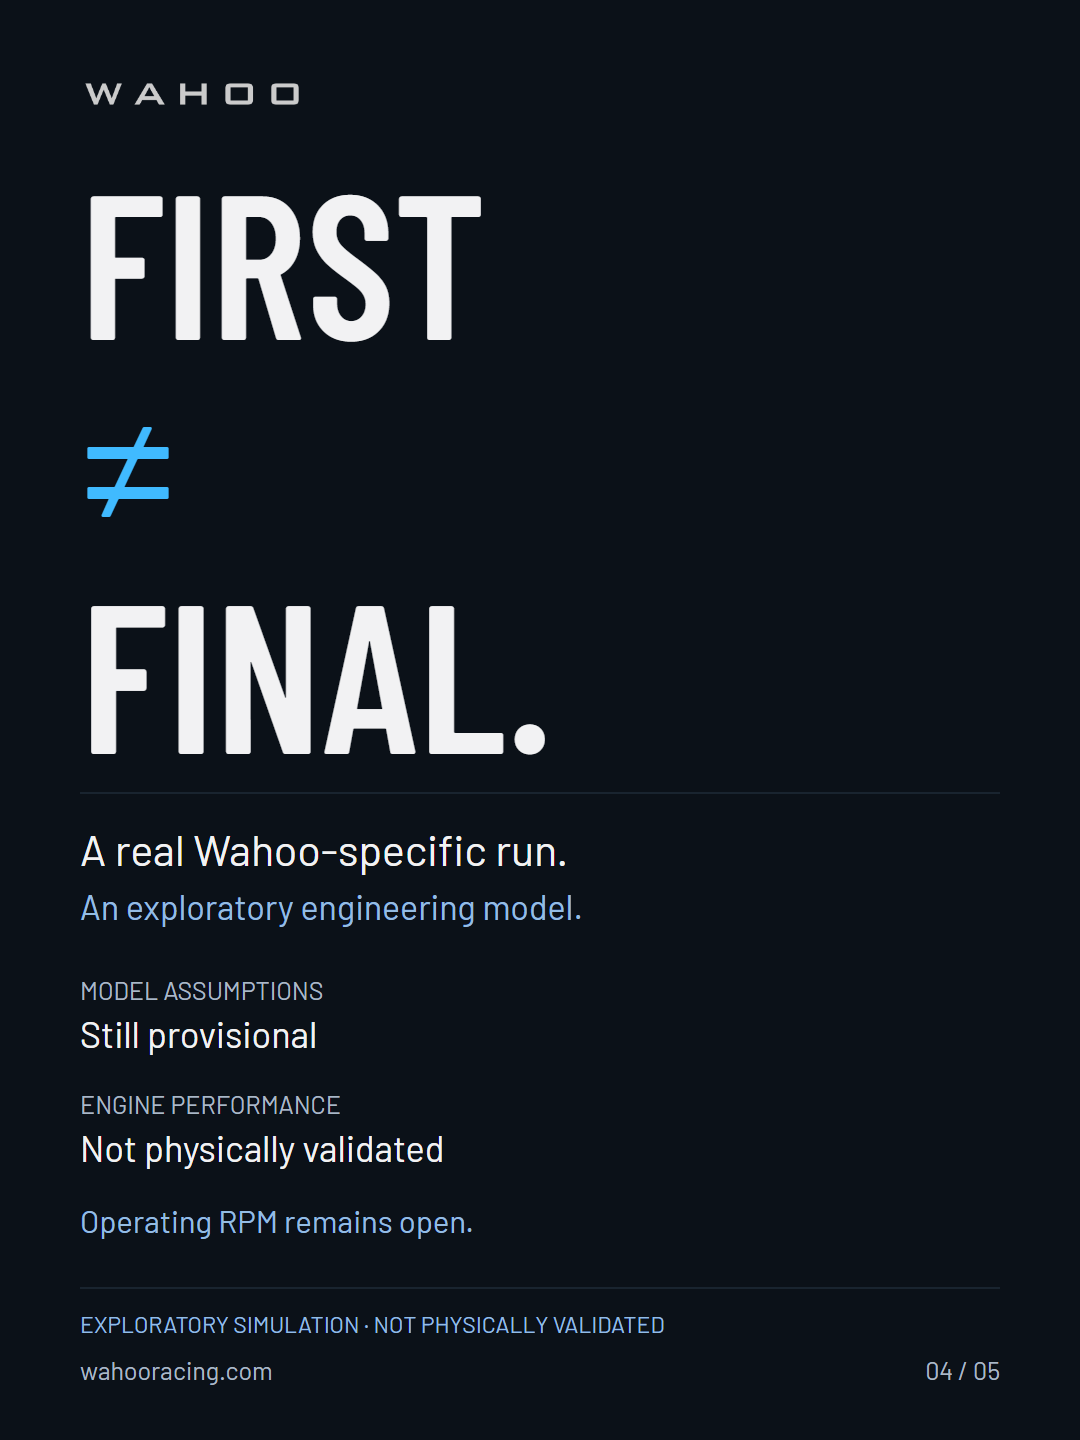 WAHOO
FIRST
≠
FINAL.
A real Wahoo-specific run.
An exploratory engineering model.
MODEL ASSUMPTIONS
Still provisional
ENGINE PERFORMANCE
Not physically validated
Operating RPM remains open.
EXPLORATORY SIMULATION · NOT PHYSICALLY VALIDATED
wahooracing.com
04 / 05